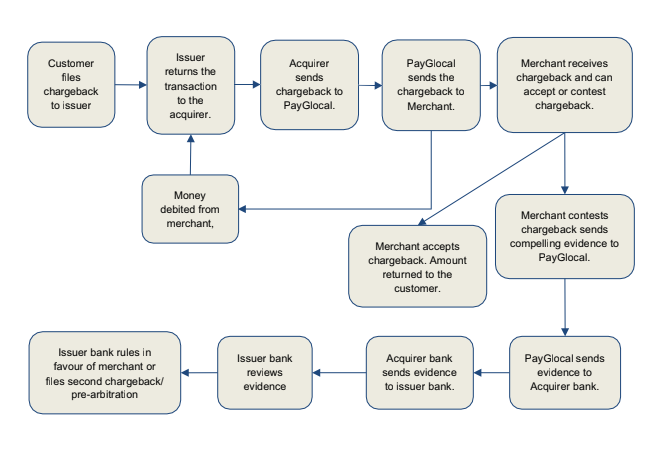 Customer
files
chargeback
to issuer
Issuer
returns the
transaction
to the
acquirer.
Acquirer
sends
chargeback to
PayGlocal.
PayGlocal
sends the
chargeback to
Merchant.
Merchant receives
chargeback and can
accept or contest
chargeback.
Money
debited from
merchant,
Merchant accepts
chargeback. Amount
returned to the
customer.
Merchant contests
chargeback sends
compelling evidence to
PayGlocal.
Issuer bank rules in
favour of merchant or
files second chargeback/
pre-arbitration
Issuer bank
reviews
evidence
Acquirer bank
sends evidence
to issuer bank.
PayGlocal sends
evidence to
Acquirer bank.